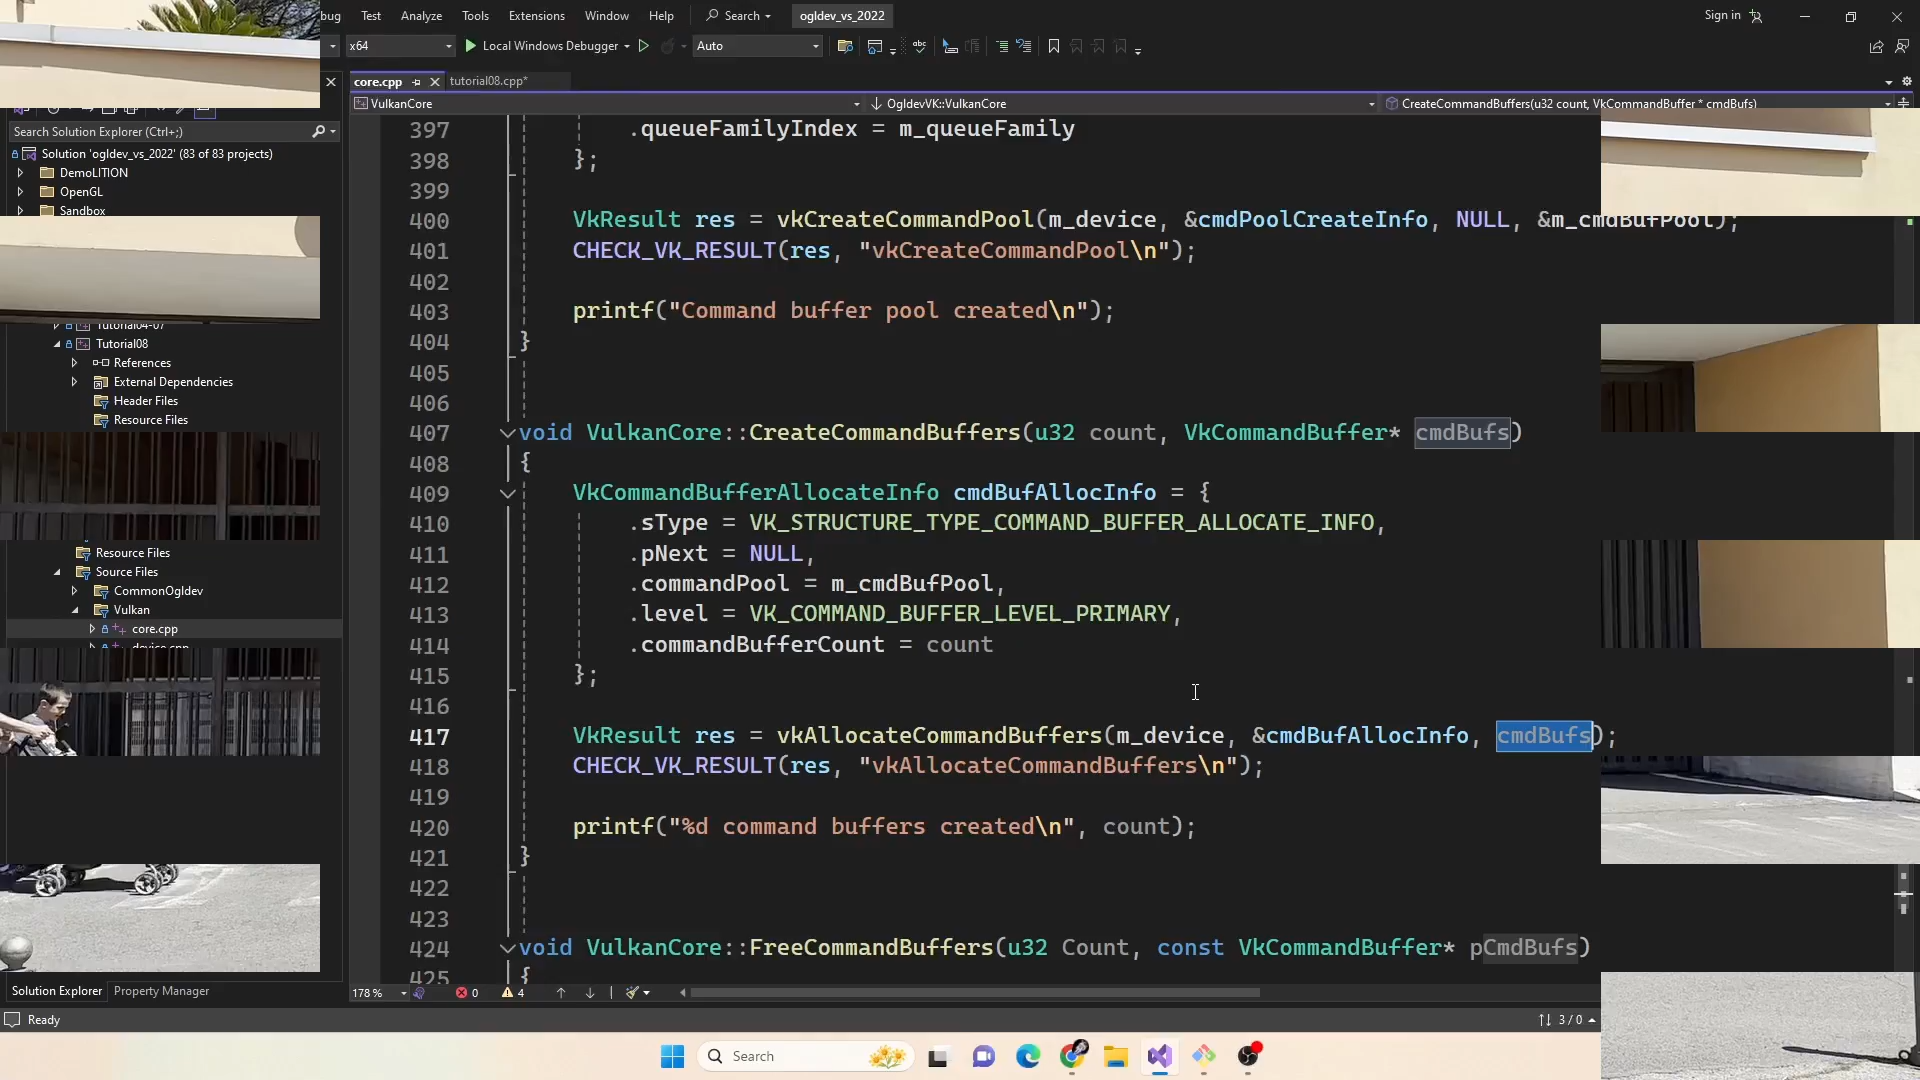 bug Test Analyze Tools Extensions Window Help Search ogldev_vs_2022 Sign in
x64 Local Windows Debugger Auto
core.cpp tutorial08.cpp*
VulkanCore OgldevVK::VulkanCore CreateCommandBuffers(u32 count, VkCommandBuffer * cmdBufs)
Search Solution Explorer (Ctrl+;)
Solution 'ogldev_vs_2022' (83 of 83 projects)
DemoLITION
OpenGL
Sandbox
Tutorial04-07
Tutorial08
References
External Dependencies
Header Files
Resource Files
Resource Files
Source Files
CommonOgldev
Vulkan
core.cpp
device.cpp
397 .queueFamilyIndex = m_queueFamily
398 };
399
400 VkResult res = vkCreateCommandPool(m_device, &cmdPoolCreateInfo, NULL, &m_cmdBufPool);
401 CHECK_VK_RESULT(res, "vkCreateCommandPool\n");
402
403 printf("Command buffer pool created\n");
404 }
405
406
407 void VulkanCore::CreateCommandBuffers(u32 count, VkCommandBuffer* cmdBufs)
408 {
409 VkCommandBufferAllocateInfo cmdBufAllocInfo = {
410 .sType = VK_STRUCTURE_TYPE_COMMAND_BUFFER_ALLOCATE_INFO,
411 .pNext = NULL,
412 .commandPool = m_cmdBufPool,
413 .level = VK_COMMAND_BUFFER_LEVEL_PRIMARY,
414 .commandBufferCount = count
415 };
416
417 VkResult res = vkAllocateCommandBuffers(m_device, &cmdBufAllocInfo, cmdBufs);
418 CHECK_VK_RESULT(res, "vkAllocateCommandBuffers\n");
419
420 printf("%d command buffers created\n", count);
421 }
422
423
424 void VulkanCore::FreeCommandBuffers(u32 Count, const VkCommandBuffer* pCmdBufs)
425 {
Solution Explorer Property Manager
178 % 0 4
Ready 3 / 0
Search